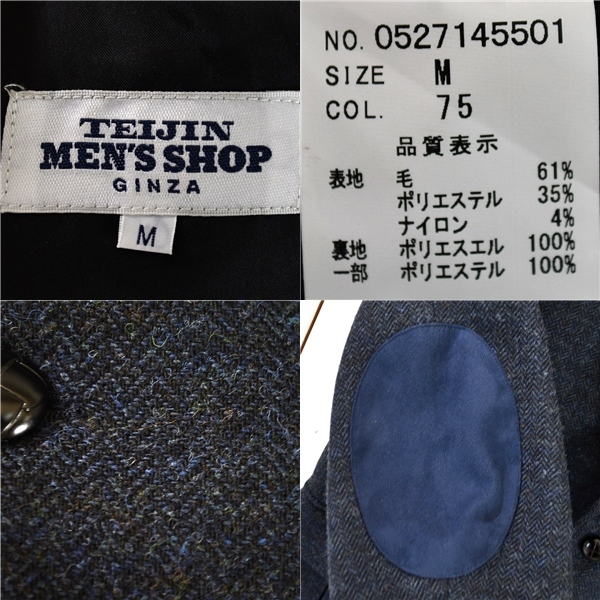 TEIJIN
MEN'S SHOP
GINZA
M
NO. 0527145501
SIZE M
COL. 75
品質表示
表地 毛 61%
ポリエステル 35%
ナイロン 4%
裏地 ポリエスエル 100%
一部 ポリエステル 100%